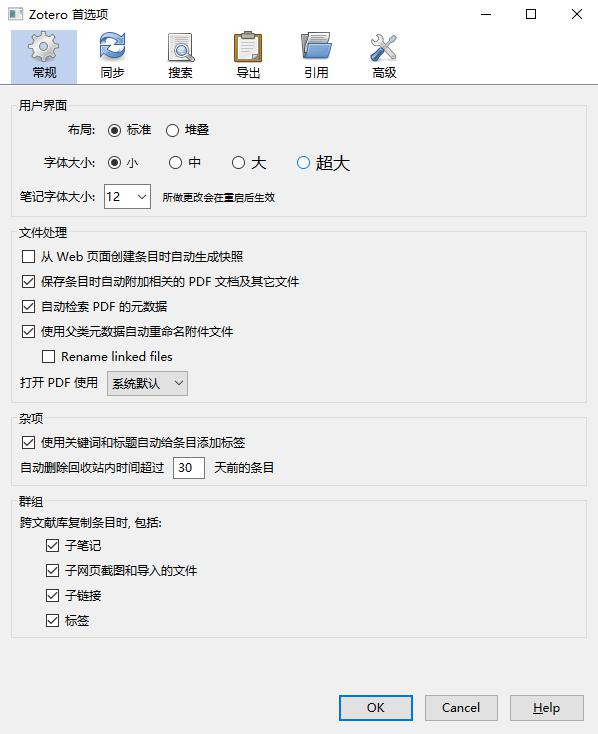 Zotero 首选项
常规 同步 搜索 导出 引用 高级
用户界面
布局: 标准 堆叠
字体大小: 小 中 大 超大
笔记字体大小: 12 所做更改会在重启后生效
文件处理
从 Web 页面创建条目时自动生成快照
保存条目时自动附加相关的 PDF 文档及其它文件
自动检索 PDF 的元数据
使用父类元数据自动重命名附件文件
Rename linked files
打开 PDF 使用 系统默认
杂项
使用关键词和标题自动给条目添加标签
自动删除回收站内时间超过 30 天前的条目
群组
跨文献库复制条目时, 包括:
子笔记
子网页截图和导入的文件
子链接
标签
OK Cancel Help